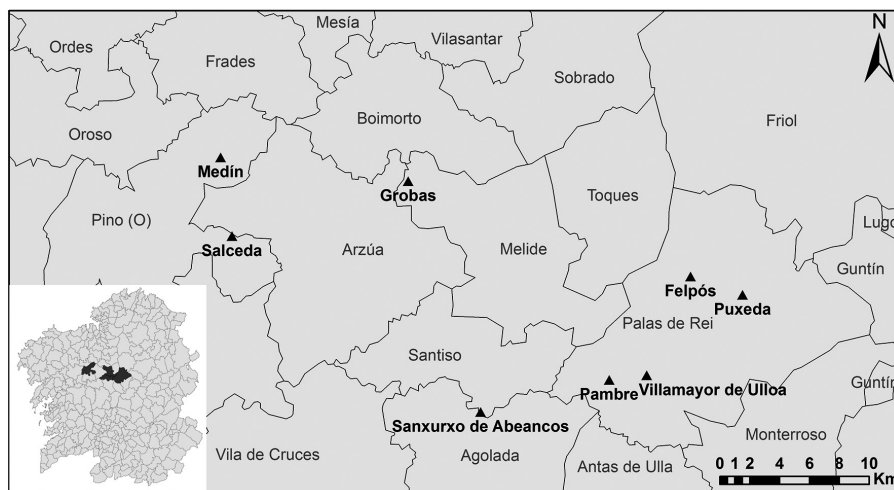 Mesía
Vilasantar
N
Ordes
Frades
Sobrado
Boimorto
Friol
Oroso
Medín
Grobas
Toques
Pino (O)
Lugo
Salceda
Arzúa
Melide
Guntín
Felpós
Puxeda
Palas de Rei
Santiso
Guntín
Pambre
Villamayor de Ulloa
Sanxurxo de Abeancos
Monterroso
Vila de Cruces
Agolada
Antas de Ulla
0 1 2 4 6 8 10
Km